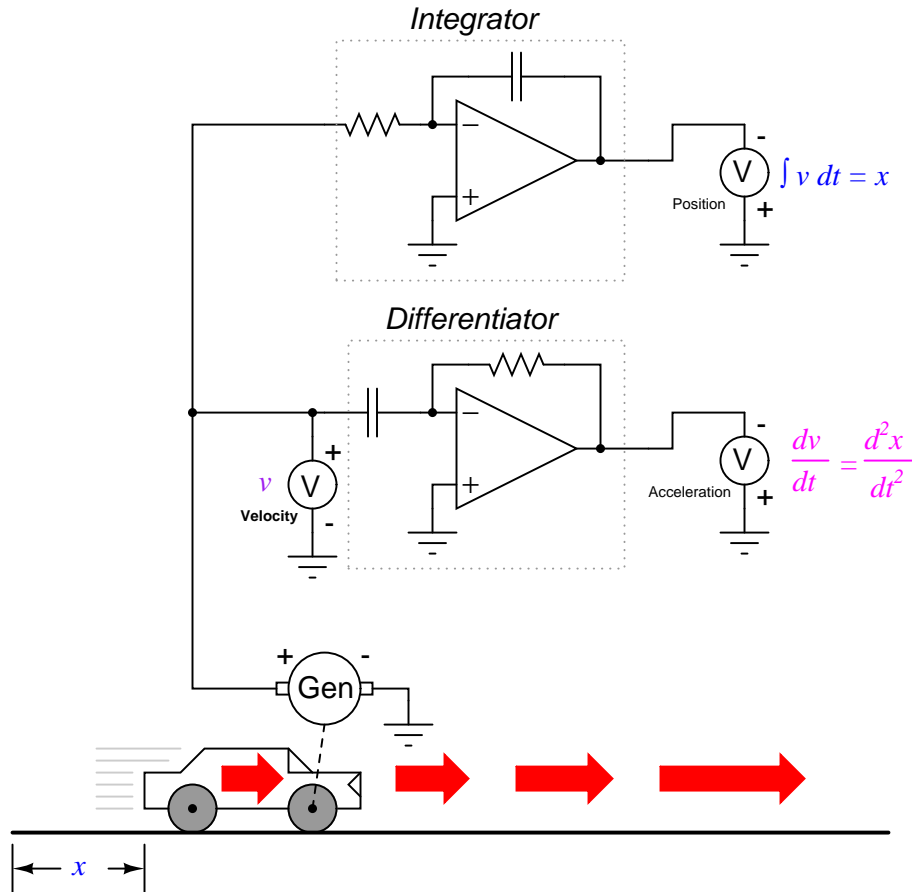 Integrator
−
+
-
V
+
Position
∫ v dt = x
Differentiator
−
+
v
+
V
-
Velocity
-
V
+
Acceleration
dv/dt = d²x/dt²
+
-
Gen
x